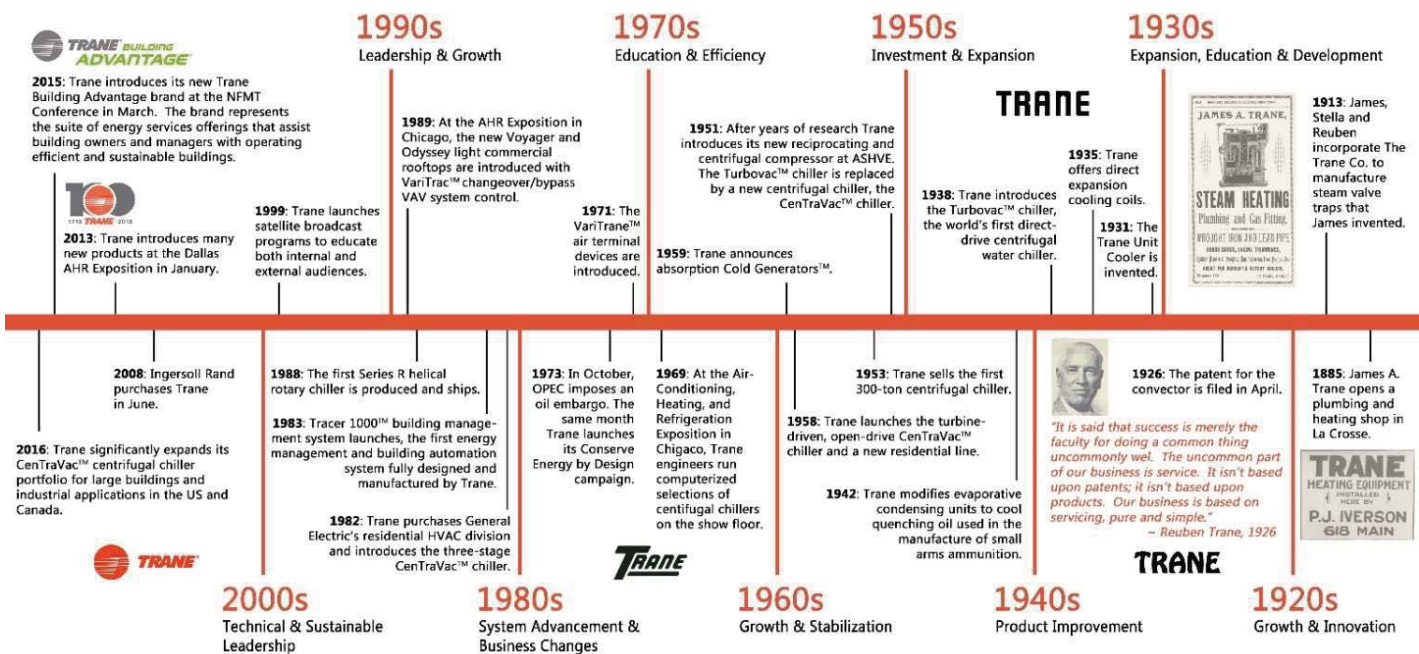 1990s
Leadership & Growth
1970s
Education & Efficiency
1950s
Investment & Expansion
1930s
Expansion, Education & Development
TRANE BUILDING
ADVANTAGE
2015: Trane introduces its new Trane
Building Advantage brand at the NFMT
Conference in March. The brand represents
the suite of energy services offerings that assist
building owners and managers with operating
efficient and sustainable buildings.
100
1913 TRANE 2013
2013: Trane introduces many
new products at the Dallas
AHR Exposition in January.
1999: Trane launches
satellite broadcast
programs to educate
both internal and
external audiences.
1989: At the AHR Exposition in
Chicago, the new Voyager and
Odyssey light commercial
rooftops are introduced with
VariTrac™ changeover/bypass
VAV system control.
1971: The
VariTrane™
air terminal
devices are
introduced.
1951: After years of research Trane
introduces its new reciprocating and
centrifugal compressor at ASHVE.
The Turbovac™ chiller is replaced
by a new centrifugal chiller, the
CenTraVac™ chiller.
1959: Trane announces
absorption Cold Generators™.
TRANE
1938: Trane introduces
the Turbovac™ chiller,
the world's first direct-
drive centrifugal
water chiller.
1935: Trane
offers direct
expansion
cooling coils.
1931: The
Trane Unit
Cooler is
invented.
JAMES A. TRANE,
STEAM HEATING
Plumbing and Gas Fitting,
WROUGHT IRON AND LEAD PIPE
1913: James,
Stella and
Reuben
incorporate The
Trane Co. to
manufacture
steam valve
traps that
James invented.
2016: Trane significantly expands its
CenTraVac™ centrifugal chiller
portfolio for large buildings and
industrial applications in the US and
Canada.
TRANE
2008: Ingersoll Rand
purchases Trane
in June.
1988: The first Series R helical
rotary chiller is produced and ships.
1983: Tracer 1000™ building manage-
ment system launches, the first energy
management and building automation
system fully designed and
manufactured by Trane.
1982: Trane purchases General
Electric's residential HVAC division
and introduces the three-stage
CenTraVac™ chiller.
1973: In October,
OPEC imposes an
oil embargo. The
same month
Trane launches
its Conserve
Energy by Design
campaign.
TRANE
1969: At the Air-
Conditioning,
Heating, and
Refrigeration
Exposition in
Chigaco, Trane
engineers run
computerized
selections of
centifugal chillers
on the show floor.
1953: Trane sells the first
300-ton centrifugal chiller.
1958: Trane launches the turbine-
driven, open-drive CenTraVac™
chiller and a new residential line.
1942: Trane modifies evaporative
condensing units to cool
quenching oil used in the
manufacture of small
arms ammunition.
1926: The patent for the
convector is filed in April.
"It is said that success is merely the
faculty for doing a common thing
uncommonly wel. The uncommon part
of our business is service. It isn't based
upon patents; it isn't based upon
products. Our business is based on
servicing, pure and simple."
~ Reuben Trane, 1926
TRANE
1885: James A.
Trane opens a
plumbing and
heating shop in
La Crosse.
TRANE
HEATING EQUIPMENT
INSTALLED
HERE BY
P.J. IVERSON
618 MAIN
2000s
Technical & Sustainable
Leadership
1980s
System Advancement &
Business Changes
1960s
Growth & Stabilization
1940s
Product Improvement
1920s
Growth & Innovation